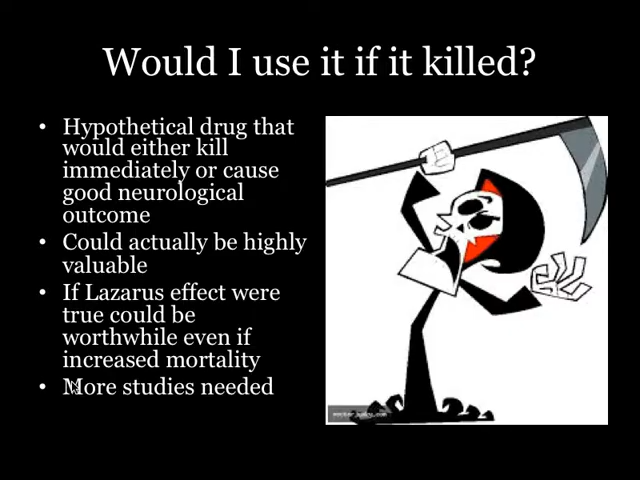 Would I use it if it killed?
• Hypothetical drug that
would either kill
immediately or cause
good neurological
outcome
• Could actually be highly
valuable
• If Lazarus effect were
true could be
worthwhile even if
increased mortality
• More studies needed